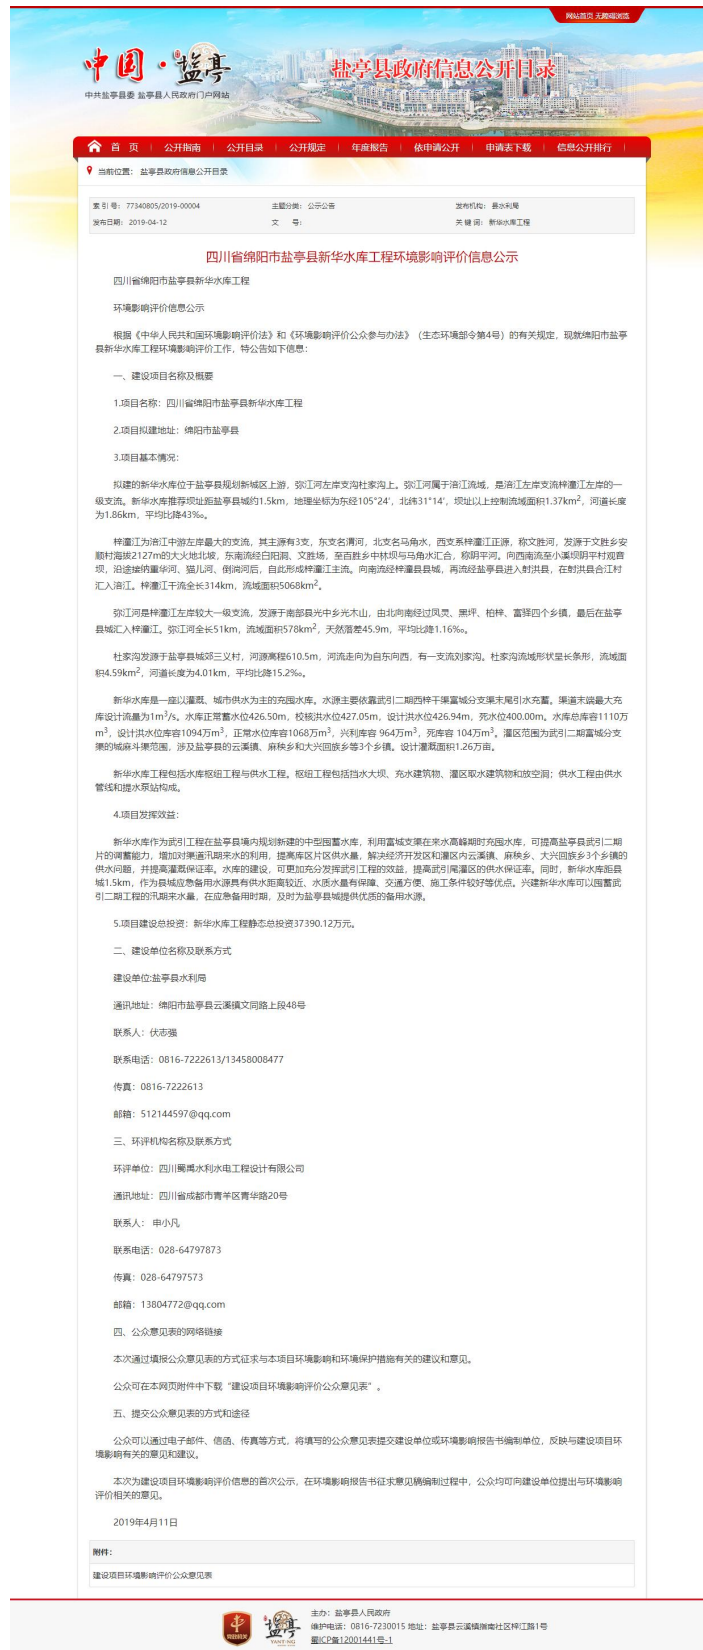 网站首页 无障碍浏览
中国·盐亭
中共盐亭县委 盐亭县人民政府门户网站
盐亭县政府信息公开目录
首 页 公开指南 公开目录 公开规定 年度报告 依申请公开 申请表下载 信息公开排行
当前位置： 盐亭县政府信息公开目录
索 引 号： 77340805/2019-00004 主题分类： 公示公告 发布机构： 县水利局
发布日期： 2019-04-12 文 号： 关 键 词： 新华水库工程
四川省绵阳市盐亭县新华水库工程环境影响评价信息公示
四川省绵阳市盐亭县新华水库工程
环境影响评价信息公示
根据《中华人民共和国环境影响评价法》和《环境影响评价公众参与办法》（生态环境部令第4号）的有关规定，现就绵阳市盐亭
县新华水库工程环境影响评价工作，特公告如下信息：
一、建设项目名称及概要
1.项目名称：四川省绵阳市盐亭县新华水库工程
2.项目拟建地址：绵阳市盐亭县
3.项目基本情况：
拟建的新华水库位于盐亭县规划新城区上游，弥江河左岸支沟杜家沟上。弥江河属于涪江流域，是涪江左岸支流梓潼江左岸的一
级支流。新华水库推荐坝址距盐亭县城约1.5km，地理坐标为东经105°24′，北纬31°14′，坝址以上控制流域面积1.37km²，河道长度
为1.86km，平均比降43‰。
梓潼江为涪江中游左岸最大的支流，其主源有3支，东支名渭河，北支名马角水，西支系梓潼江正源，称文胜河，发源于文胜乡安
顺村海拔2127m的大火地北坡，东南流经白阳洞、文胜场，至百胜乡中林坝与马角水汇合，称阴平河。向西南流至小溪坝阴平村观音
坝，沿途接纳重华河、猫儿河、倒淌河后，自此形成梓潼江主流。向南流经梓潼县县城，再流经盐亭县进入射洪县，在射洪县合江村
汇入涪江。梓潼江干流全长314km，流域面积5068km²。
弥江河是梓潼江左岸较大一级支流，发源于南部县光中乡光木山，由北向南经过凤灵、黑坪、柏梓、富驿四个乡镇，最后在盐亭
县城汇入梓潼江。弥江河全长51km，流域面积578km²，天然落差45.9m，平均比降1.16‰。
杜家沟发源于盐亭县城郊三义村，河源高程610.5m，河流走向为自东向西，有一支流刘家沟。杜家沟流域形状呈长条形，流域面
积4.59km²，河道长度为4.01km，平均比降15.2‰。
新华水库是一座以灌溉、城市供水为主的充囤水库。水源主要依靠武引二期西梓干渠富城分支渠末尾引水充蓄。渠道末端最大充
库设计流量为1m³/s。水库正常蓄水位426.50m，校核洪水位427.05m，设计洪水位426.94m，死水位400.00m。水库总库容1110万
m³，设计洪水位库容1094万m³，正常水位库容1068万m³，兴利库容 964万m³，死库容 104万m³。灌区范围为武引二期富城分支
渠的城麻斗渠范围，涉及盐亭县的云溪镇、麻秧乡和大兴回族乡等3个乡镇。设计灌溉面积1.26万亩。
新华水库工程包括水库枢纽工程与供水工程。枢纽工程包括挡水大坝、充水建筑物、灌区取水建筑物和放空洞；供水工程由供水
管线和提水泵站构成。
4.项目发挥效益：
新华水库作为武引工程在盐亭县境内规划新建的中型囤蓄水库，利用富城支渠在来水高峰期时充囤水库，可提高盐亭县武引二期
片的调蓄能力，增加对渠道汛期来水的利用，提高库区片区供水量，解决经济开发区和灌区内云溪镇、麻秧乡、大兴回族乡3个乡镇的
供水问题，并提高灌溉保证率。水库的建设，可更加充分发挥武引工程的效益，提高武引尾灌区的供水保证率。同时，新华水库距县
城1.5km，作为县城应急备用水源具有供水距离较近、水质水量有保障、交通方便、施工条件较好等优点。兴建新华水库可以囤蓄武
引二期工程的汛期来水量，在应急备用时期，及时为盐亭县城提供优质的备用水源。
5.项目建设总投资：新华水库工程静态总投资37390.12万元。
二、建设单位名称及联系方式
建设单位:盐亭县水利局
通讯地址：绵阳市盐亭县云溪镇文同路上段48号
联系人：伏志强
联系电话：0816-7222613/13458008477
传真：0816-7222613
邮箱：512144597@qq.com
三、环评机构名称及联系方式
环评单位：四川蜀禹水利水电工程设计有限公司
通讯地址：四川省成都市青羊区青华路20号
联系人： 申小凡
联系电话：028-64797873
传真：028-64797573
邮箱：13804772@qq.com
四、公众意见表的网络链接
本次通过填报公众意见表的方式征求与本项目环境影响和环境保护措施有关的建议和意见。
公众可在本网页附件中下载“建设项目环境影响评价公众意见表”。
五、提交公众意见表的方式和途径
公众可以通过电子邮件、信函、传真等方式，将填写的公众意见表提交建设单位或环境影响报告书编制单位，反映与建设项目环
境影响有关的意见和建议。
本次为建设项目环境影响评价信息的首次公示，在环境影响报告书征求意见稿编制过程中，公众均可向建设单位提出与环境影响
评价相关的意见。
2019年4月11日
附件：
建设项目环境影响评价公众意见表
党政机关
盐亭
YANTING
主办：盐亭县人民政府
维护电话：0816-7230015 地址：盐亭县云溪镇指南社区梓江路1号
蜀ICP备12001441号-1